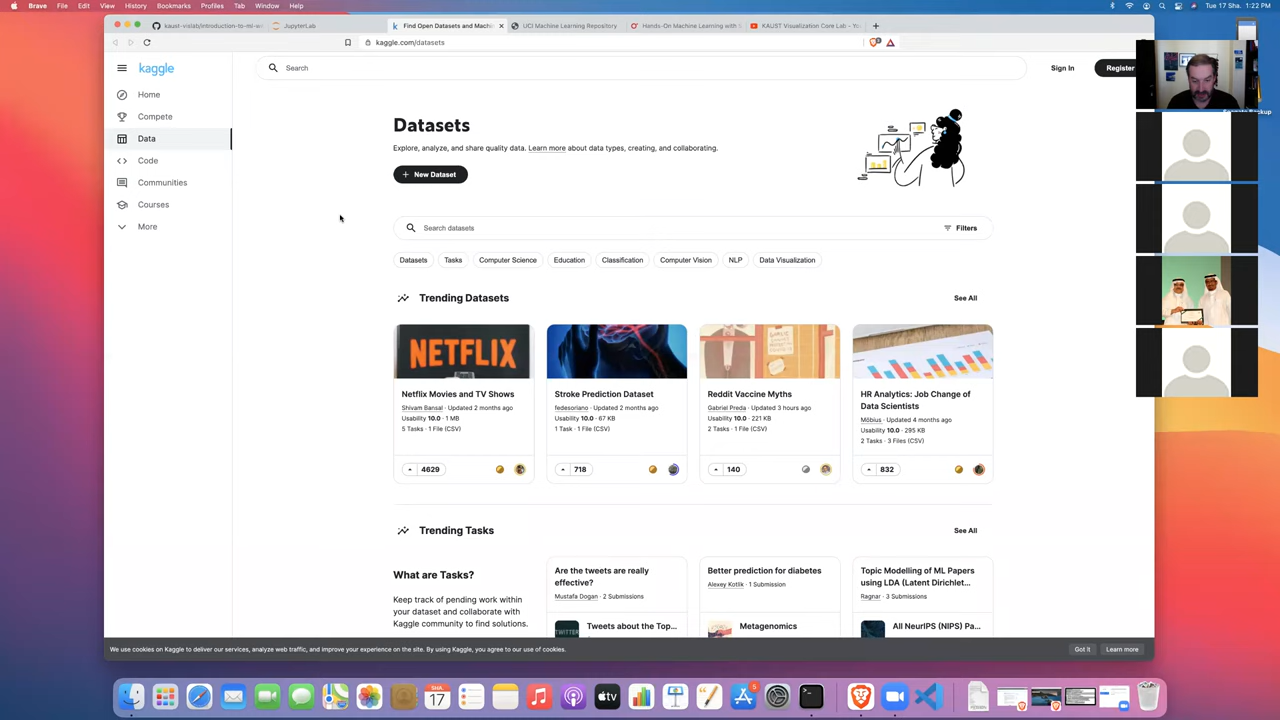 Brave File Edit View History Bookmarks Profiles Tab Window Help
Tue Aug 17 1:22 PM
kaust-vislab/introduction-to-ml-w
JupyterLab
Find Open Datasets and Machi
UCI Machine Learning Repository
Hands-On Machine Learning with S
KAUST Visualization Core Lab - Yo
kaggle.com/datasets
kaggle
Search
Sign In
Register
Home
Compete
Data
Code
Communities
Courses
More
Datasets
Explore, analyze, and share quality data. Learn more about data types, creating, and collaborating.
+ New Dataset
Search datasets
Filters
Datasets Tasks Computer Science Education Classification Computer Vision NLP Data Visualization
Trending Datasets
See All
NETFLIX
Netflix Movies and TV Shows
Shivam Bansal · Updated 2 months ago
Usability 10.0 · 1 MB
5 Tasks · 1 File (CSV)
4629
Stroke Prediction Dataset
fedesoriano · Updated 2 months ago
Usability 10.0 · 67 KB
1 Task · 1 File (CSV)
718
Reddit Vaccine Myths
Gabriel Preda · Updated 3 hours ago
Usability 10.0 · 221 KB
2 Tasks · 1 File (CSV)
140
HR Analytics: Job Change of
Data Scientists
Möbius · Updated 4 months ago
Usability 10.0 · 295 KB
2 Tasks · 3 Files (CSV)
832
Trending Tasks
See All
What are Tasks?
Keep track of pending work within
your dataset and collaborate with
Kaggle community to find solutions.
Are the tweets are really
effective?
Mustafa Dogan · 2 Submissions
TWITTER
Tweets about the Top...
Better prediction for diabetes
Alexey Kotlik · 1 Submission
Metagenomics
Topic Modelling of ML Papers
using LDA (Latent Dirichlet...
Ragnar · 3 Submissions
All NeurIPS (NIPS) Pa...
We use cookies on Kaggle to deliver our services, analyze web traffic, and improve your experience on the site. By using Kaggle, you agree to our use of cookies.
Got it
Learn more
17
tv
5